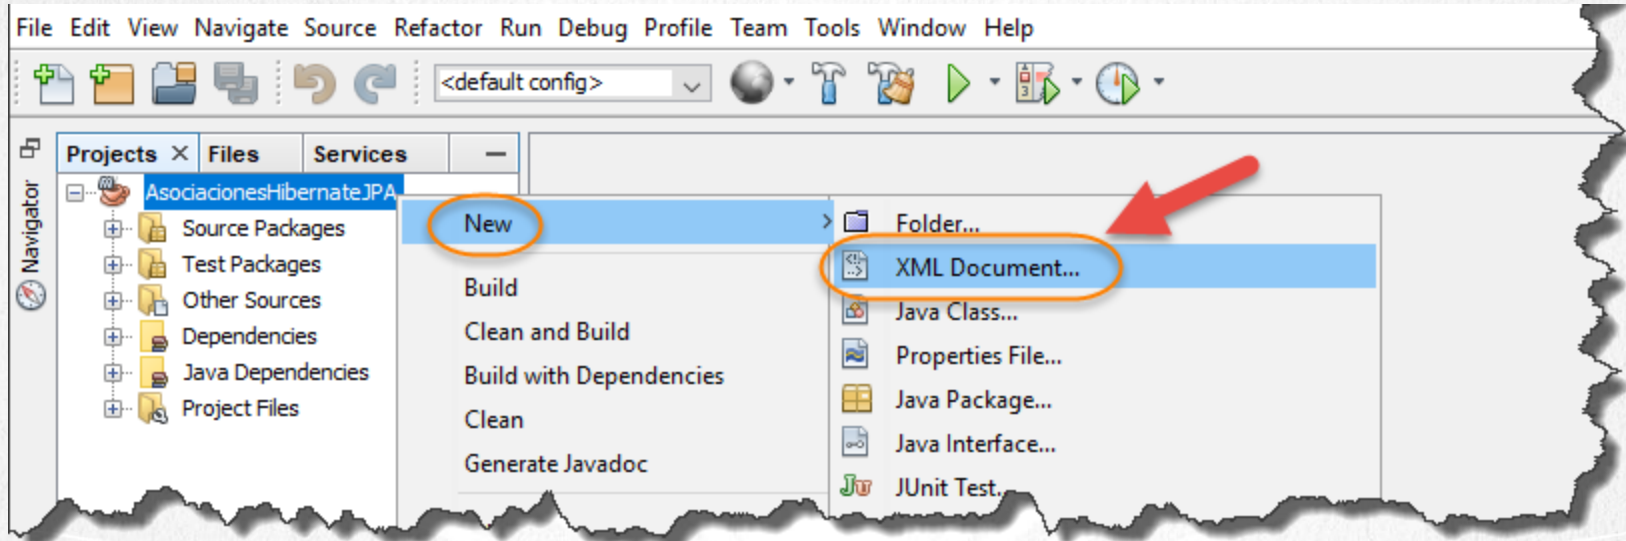 File Edit View Navigate Source Refactor Run Debug Profile Team Tools Window Help
<default config>
Projects Files Services
Navigator
AsociacionesHibernateJPA
Source Packages
Test Packages
Other Sources
Dependencies
Java Dependencies
Project Files
New
Build
Clean and Build
Build with Dependencies
Clean
Generate Javadoc
Folder...
XML Document...
Java Class...
Properties File...
Java Package...
Java Interface...
JUnit Test...